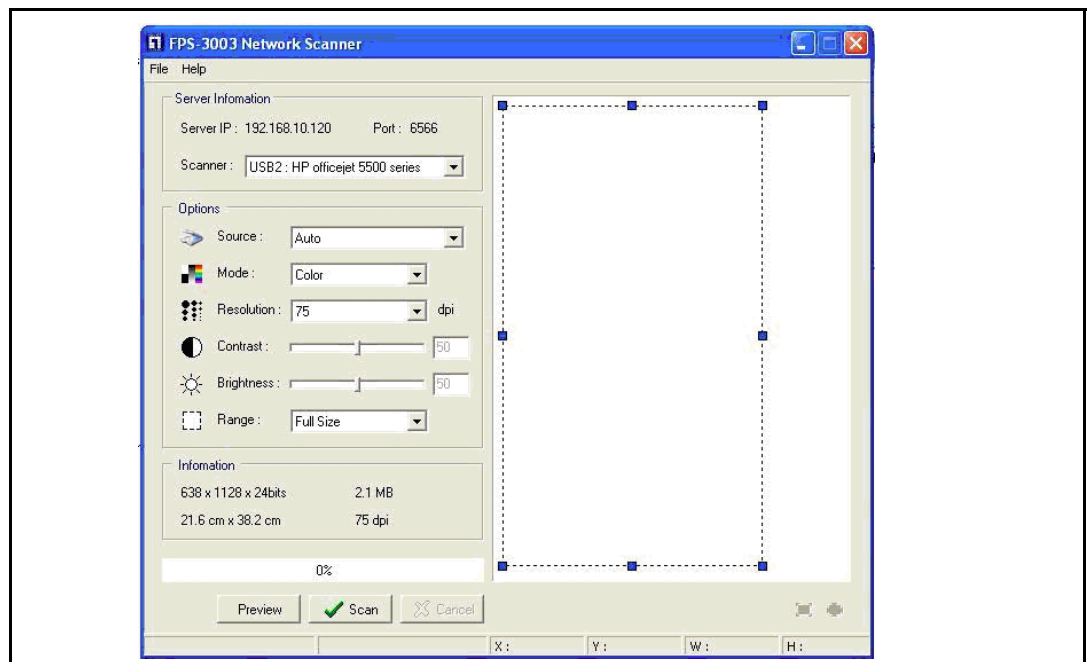 FPS-3003 Network Scanner
File Help
Server Infomation
Server IP : 192.168.10.120 Port : 6566
Scanner : USB2 : HP officejet 5500 series
Options
Source : Auto
Mode : Color
Resolution : 75 dpi
Contrast : 50
Brightness : 50
Range : Full Size
Infomation
638 x 1128 x 24bits 2.1 MB
21.6 cm x 38.2 cm 75 dpi
0%
Preview Scan Cancel
X : Y : W : H :